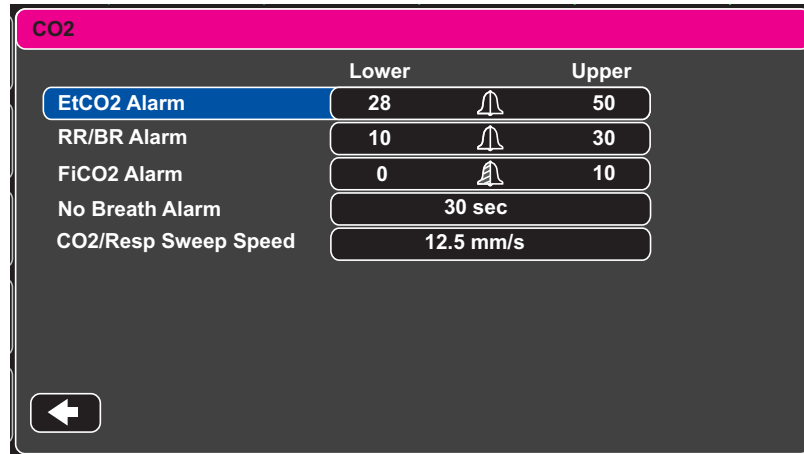 CO2
Lower Upper
EtCO2 Alarm 28 50
RR/BR Alarm 10 30
FiCO2 Alarm 0 10
No Breath Alarm 30 sec
CO2/Resp Sweep Speed 12.5 mm/s